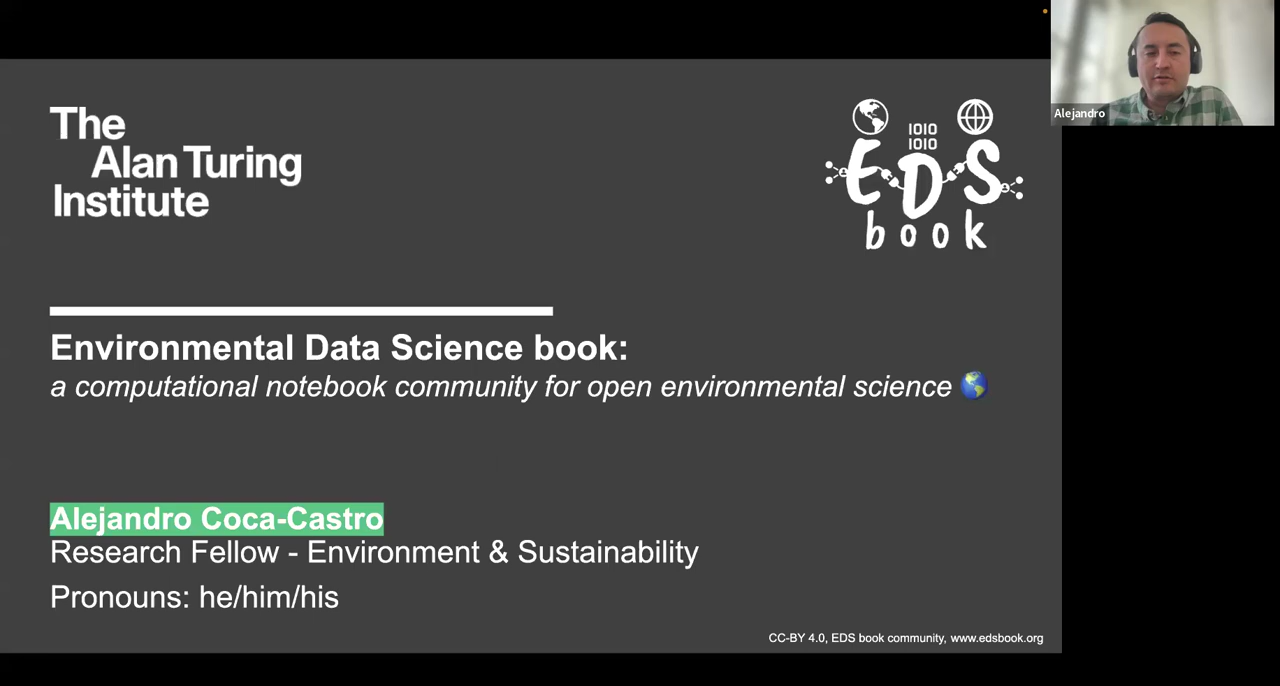 The
Alan Turing
Institute
1010
1010
EDS
book
Alejandro
Environmental Data Science book:
a computational notebook community for open environmental science
Alejandro Coca-Castro
Research Fellow - Environment & Sustainability
Pronouns: he/him/his
CC-BY 4.0, EDS book community, www.edsbook.org